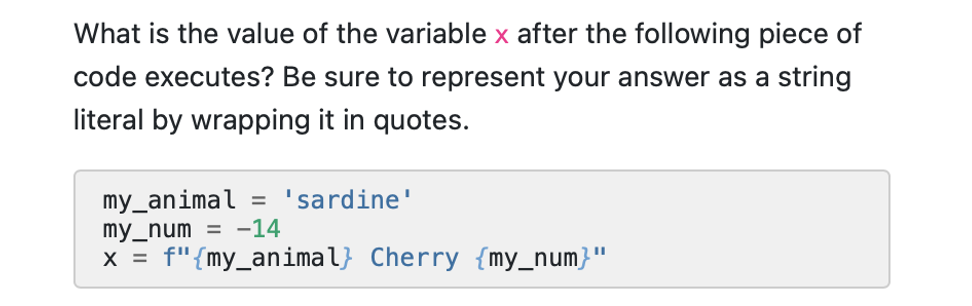 What is the value of the variable x after the following piece of
code executes? Be sure to represent your answer as a string
literal by wrapping it in quotes.
my_animal = 'sardine'
my_num = -14
x = f"{my_animal} Cherry {my_num}"